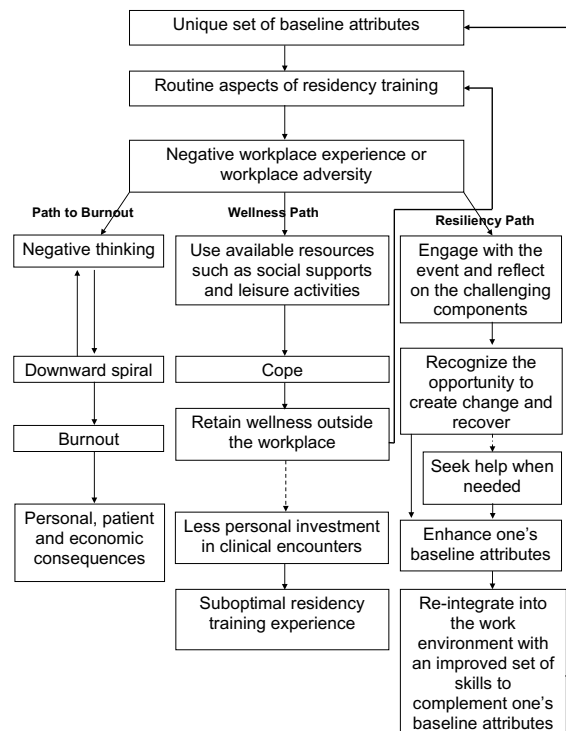 Unique set of baseline attributes
Routine aspects of residency training
Negative workplace experience or
workplace adversity
Path to Burnout
Wellness Path
Resiliency Path
Negative thinking
Downward spiral
Burnout
Personal, patient
and economic
consequences
Use available resources
such as social supports
and leisure activities
Cope
Retain wellness outside
the workplace
Less personal investment
in clinical encounters
Suboptimal residency
training experience
Engage with the
event and reflect
on the challenging
components
Recognize the
opportunity to
create change and
recover
Seek help when
needed
Enhance one's
baseline attributes
Re-integrate into
the work
environment with
an improved set of
skills to
complement one's
baseline attributes